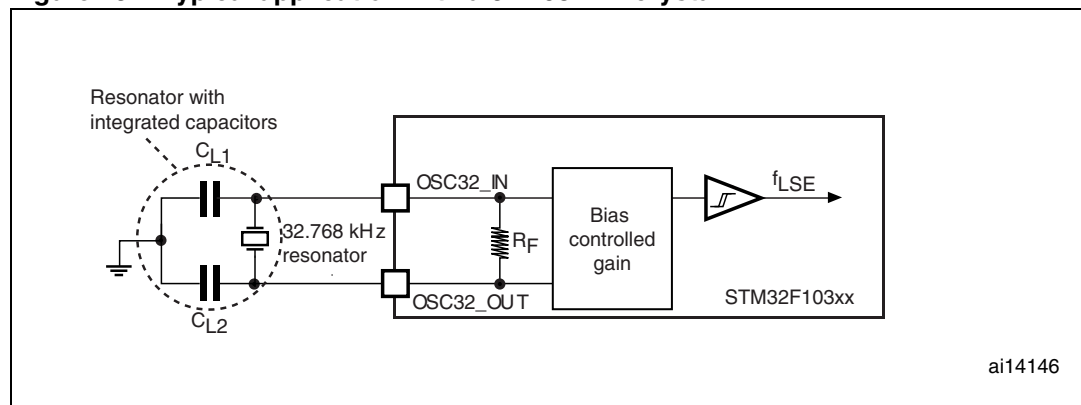 Resonator with
integrated capacitors
CL1
OSC32_IN
fLSE
32.768 kHz
resonator
RF
Bias
controlled
gain
OSC32_OUT
STM32F103xx
CL2
ai14146